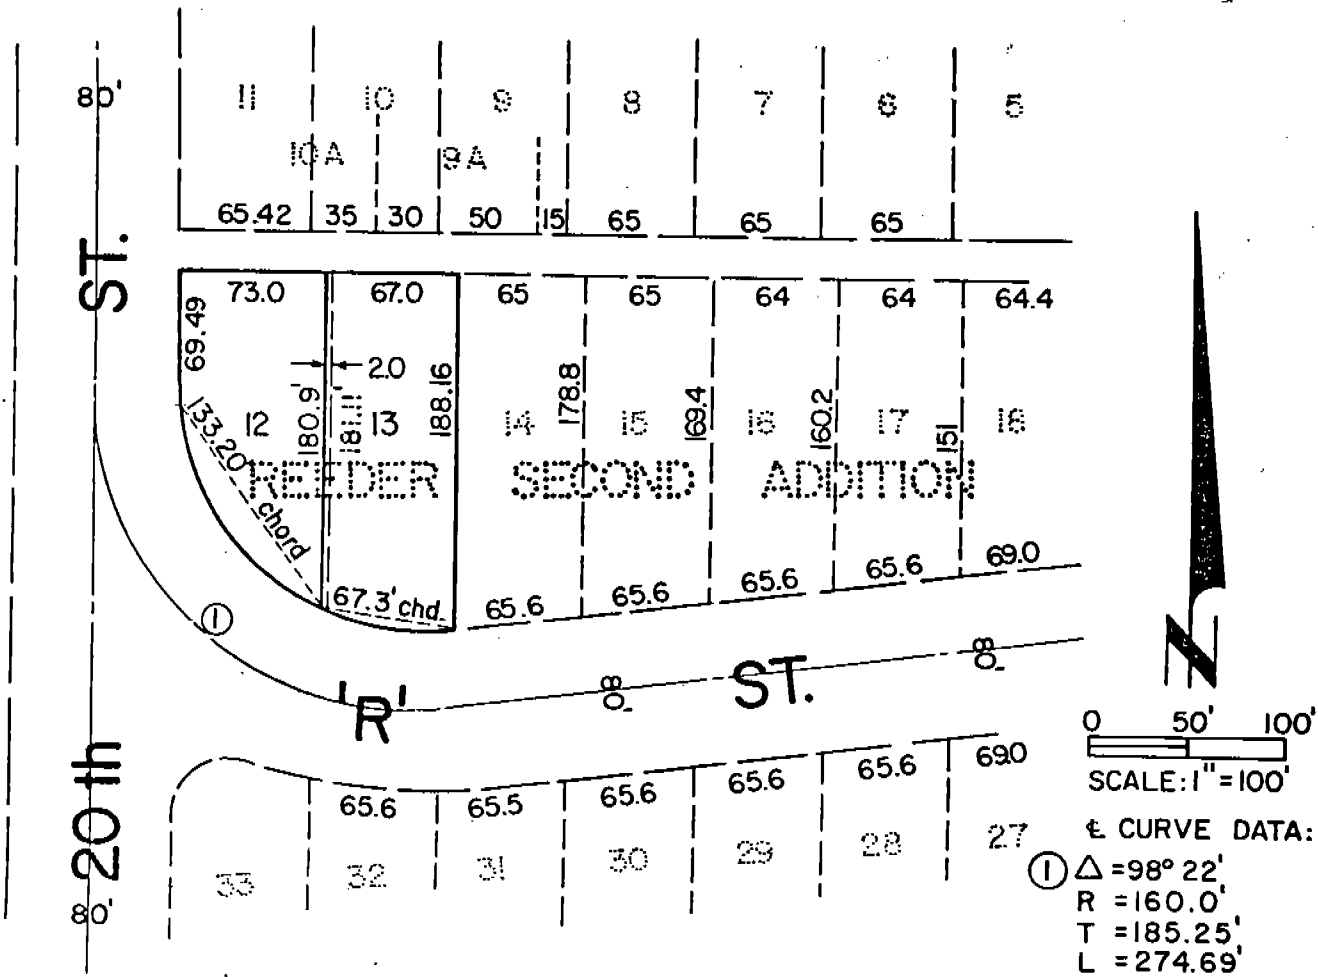 80'
11 10 9 8 7 6 5
10A 9A
65.42 35 30 50 15 65 65 65
ST.
73.0 67.0 65 65 64 64 64.4
69.49
2.0
133.20' chord
12 180.9' 181.11' 13 188.16 14 178.8 15 169.4 16 160.2 17 151 18
REEDER SECOND ADDITION
67.3' chd. 65.6 65.6 65.6 65.6 69.0
1
'R' ST.
80' 80'
20th
80'
65.6 65.5 65.6 65.6 65.6 69.0
33 32 31 30 29 28 27
N
0 50' 100'
SCALE: 1" = 100'
℄ CURVE DATA:
1 Δ = 98° 22'
R = 160.0'
T = 185.25'
L = 274.69'